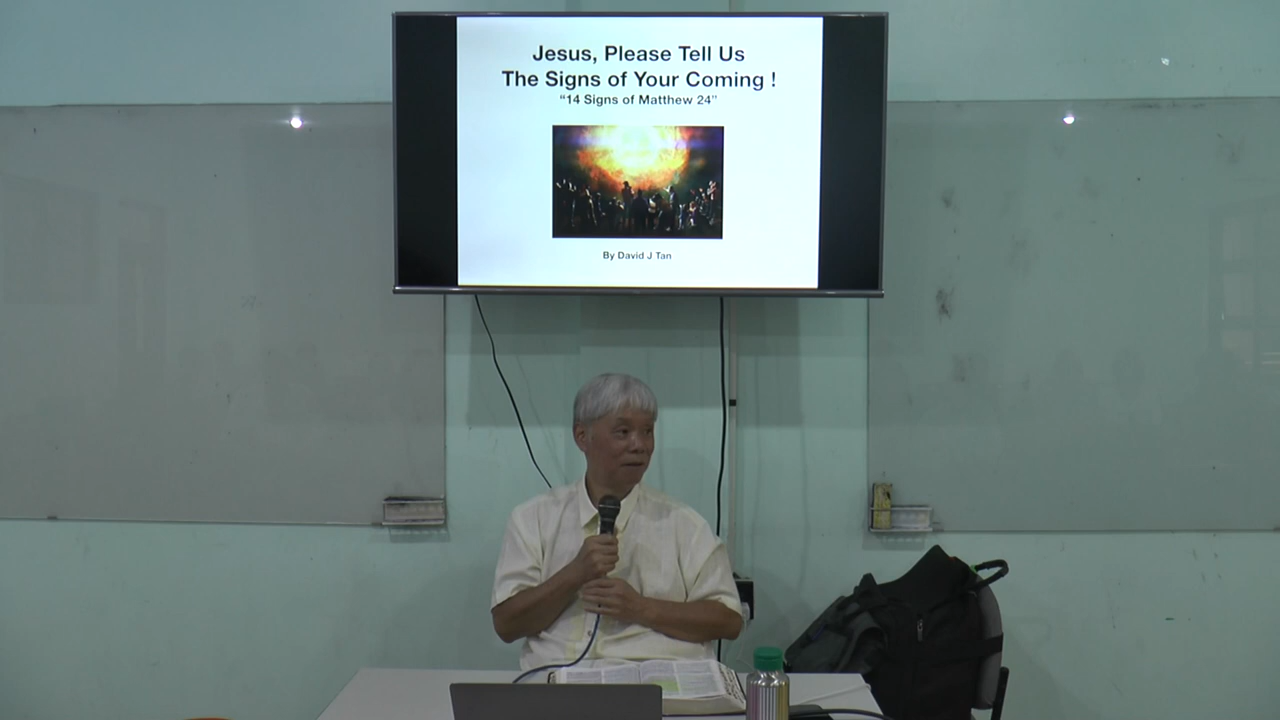 Jesus, Please Tell Us
The Signs of Your Coming !
“14 Signs of Matthew 24”
By David J Tan